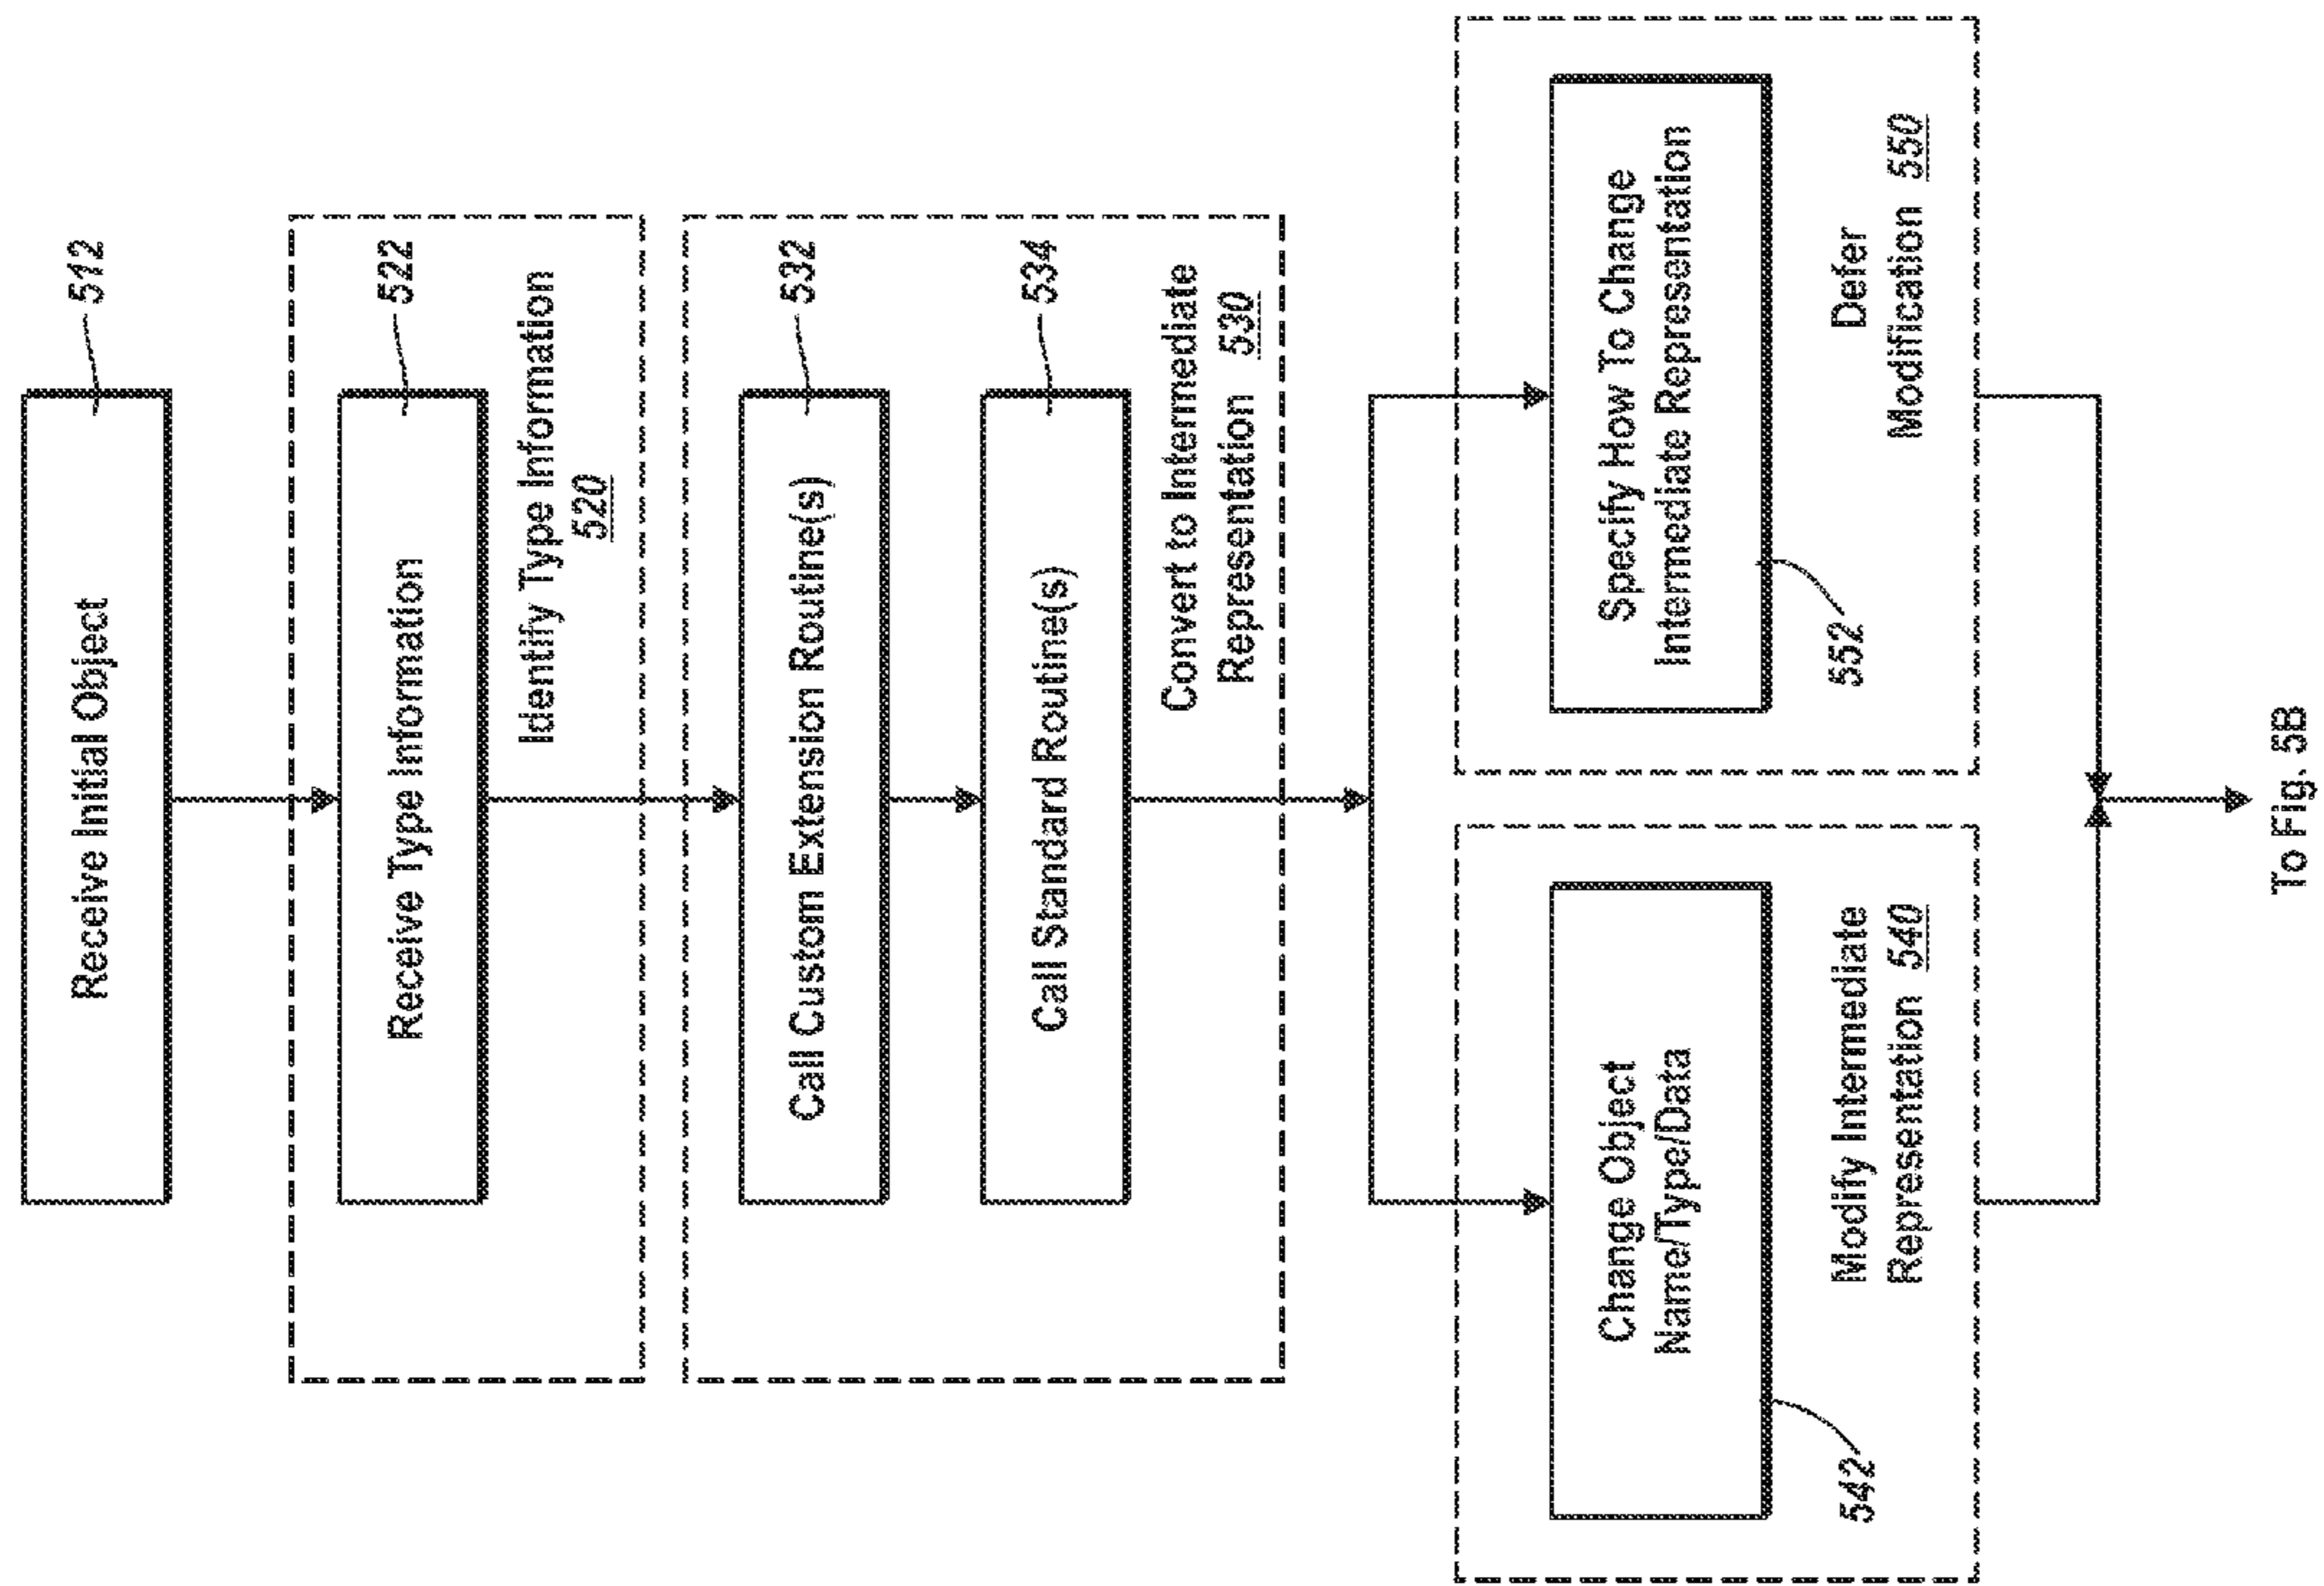 Receive Initial Object
512
Receive Type Information
522
Identify Type Information
520
Call Custom Extension Routine(s)
532
Call Standard Routine(s)
534
Convert to Intermediate
Representation 530
Change Object
Name/Type/Data
542
Modify Intermediate
Representation 540
Specify How To Change
Intermediate Representation
552
Defer
Modification 550
To Fig. 5B